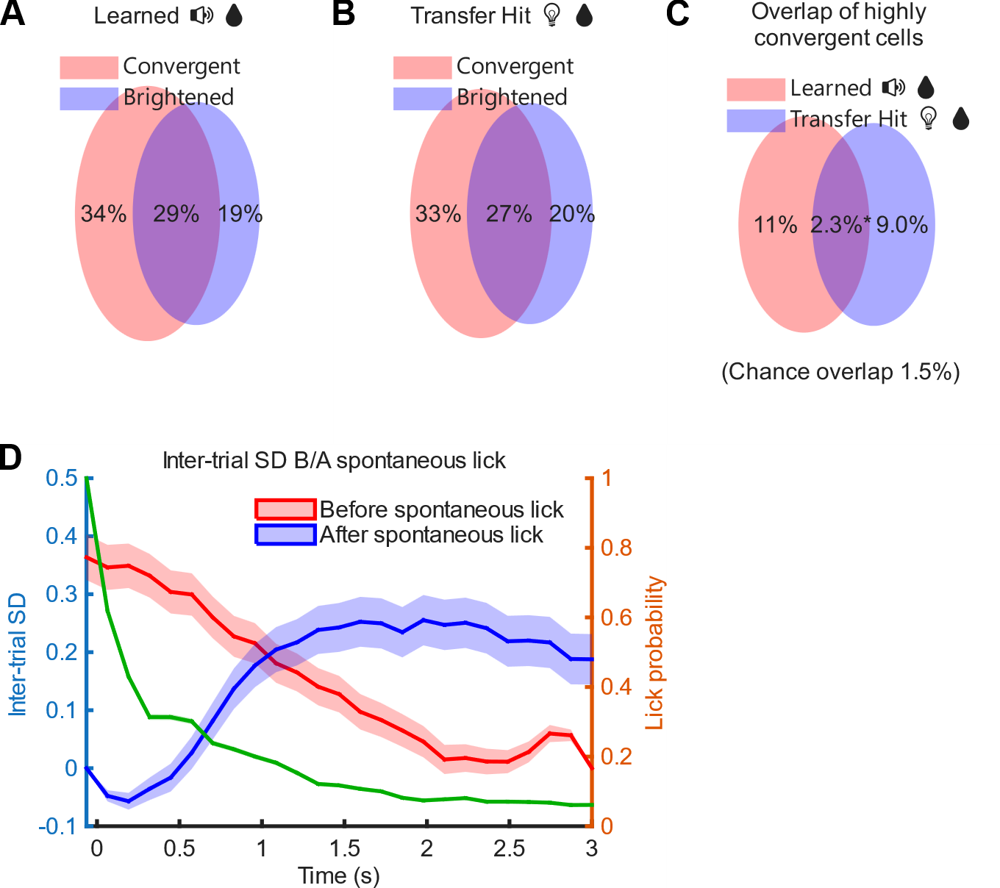 A
Learned
Convergent
Brightened
34%
29%
19%
B
Transfer Hit
Convergent
Brightened
33%
27%
20%
C
Overlap of highly
convergent cells
Learned
Transfer Hit
11%
2.3%*
9.0%
(Chance overlap 1.5%)
D
Inter-trial SD B/A spontaneous lick
Before spontaneous lick
After spontaneous lick
Inter-trial SD
0.5
0.4
0.3
0.2
0.1
0
-0.1
Lick probability
1
0.8
0.6
0.4
0.2
0
0
0.5
1
1.5
2
2.5
3
Time (s)